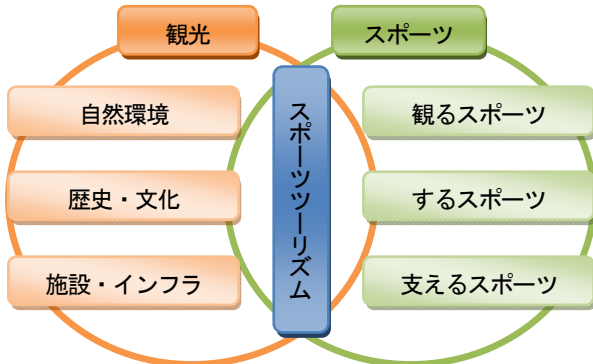 観光
スポーツ
自然環境
歴史・文化
施設・インフラ
スポーツツーリズム
観るスポーツ
するスポーツ
支えるスポーツ